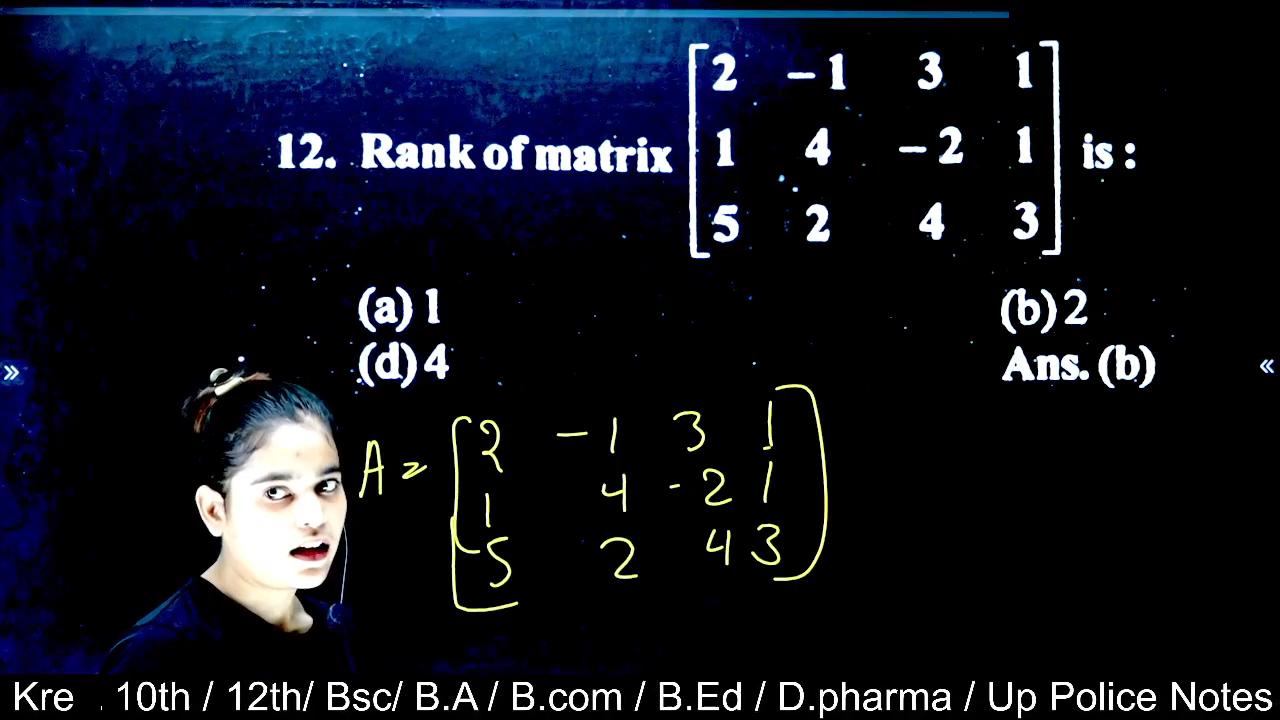 2 – 1 3 1
12. Rank of matrix 1 4 – 2 1 is :
5 2 4 3
(a) 1 (b) 2
(d) 4 Ans. (b)
2 – 1 3 1
A = 1 4 - 2 1
5 2 4 3
Kre . 10th / 12th/ Bsc/ B.A / B.com / B.Ed / D.pharma / Up Police Notes